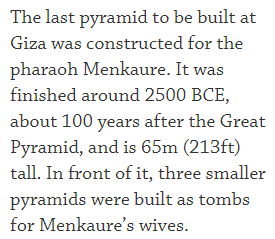 The last pyramid to be built at
Giza was constructed for the
pharaoh Menkaure. It was
finished around 2500 BCE,
about 100 years after the Great
Pyramid, and is 65m (213ft)
tall. In front of it, three smaller
pyramids were built as tombs
for Menkaure’s wives.